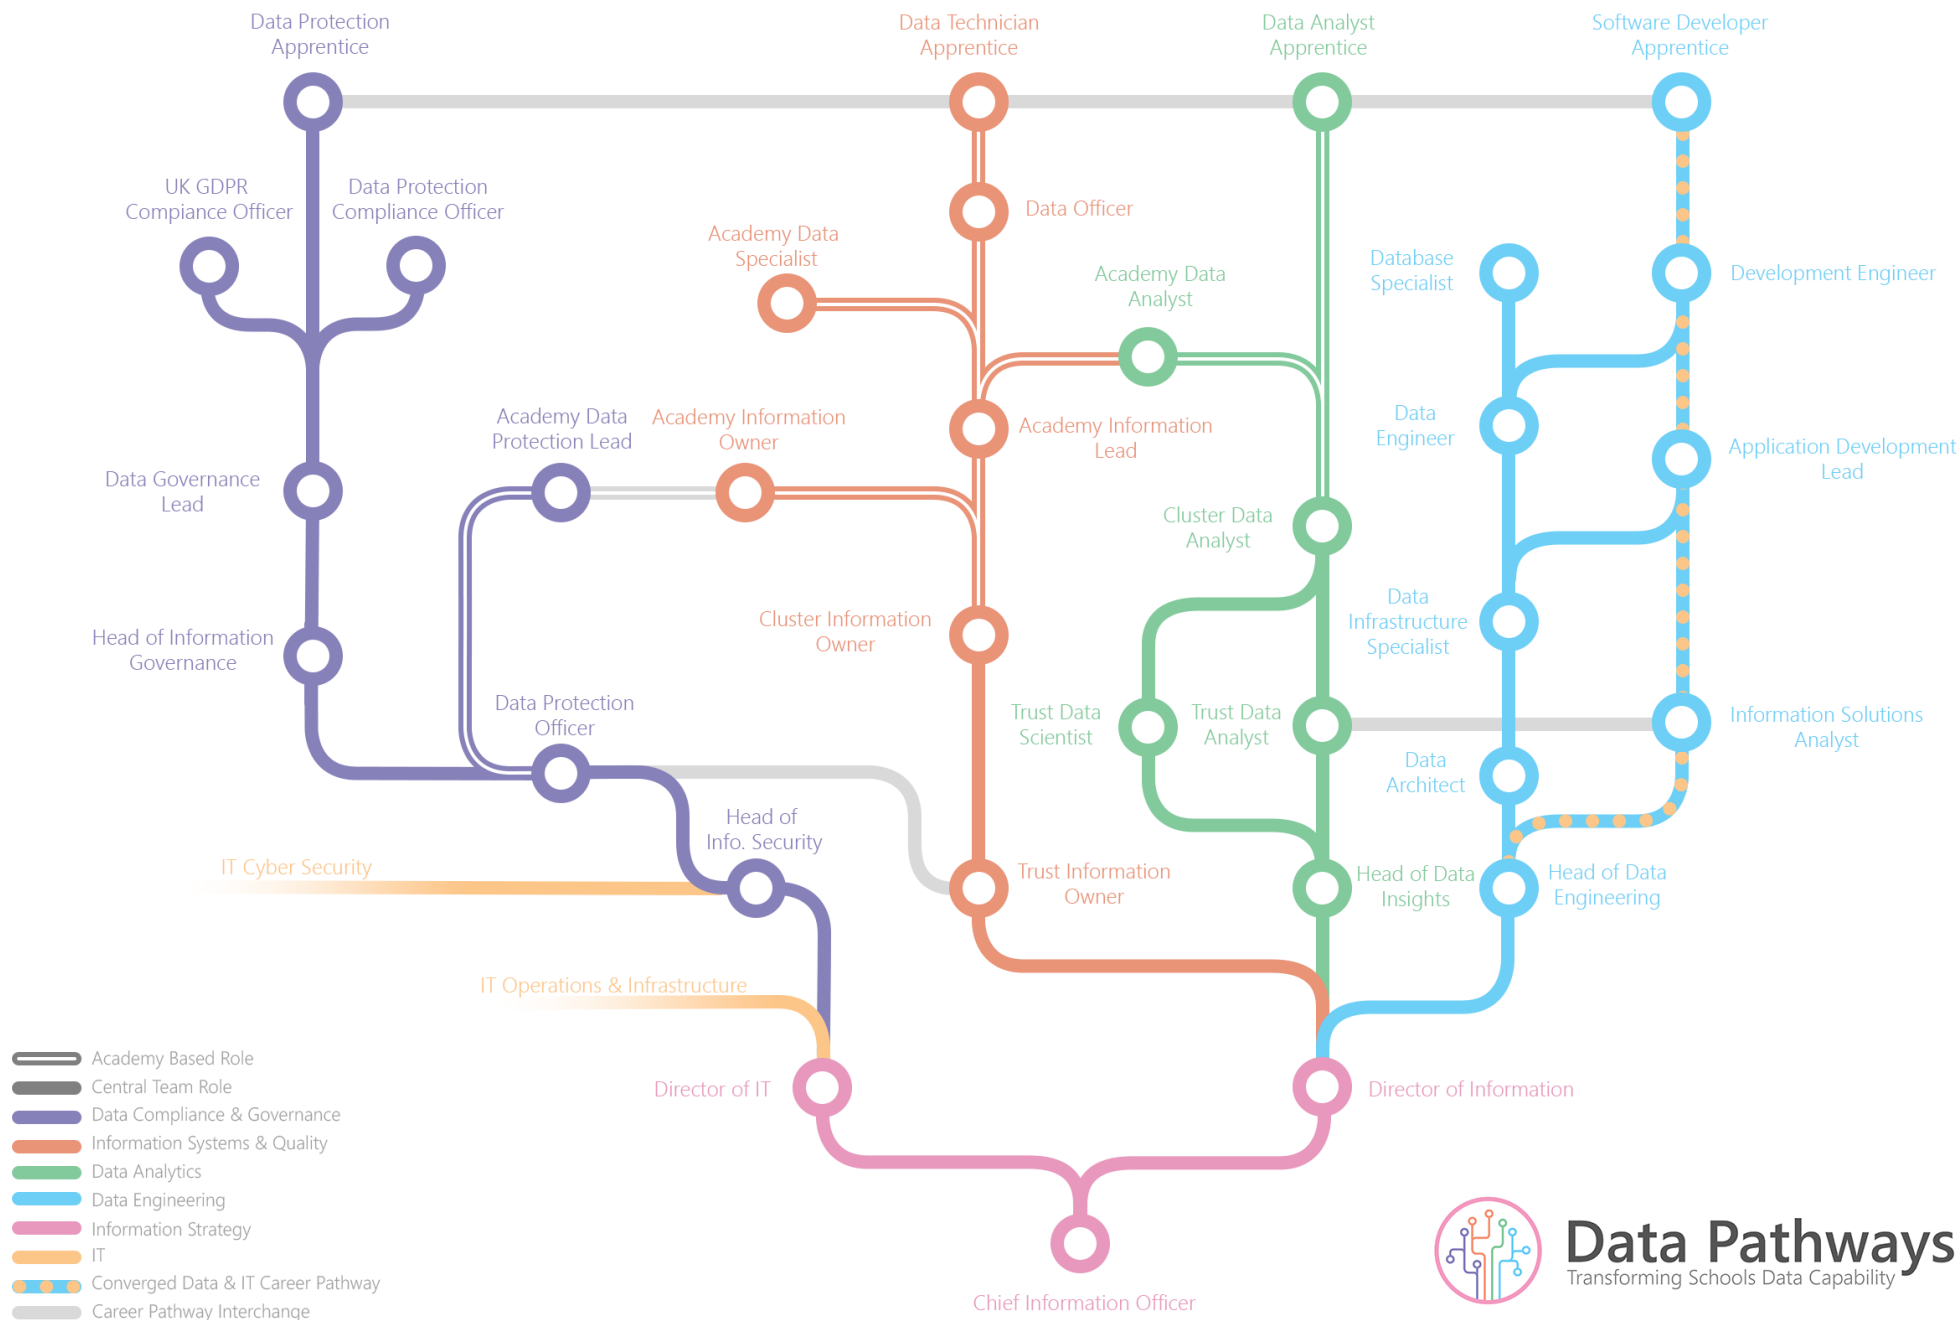 Data Protection
Apprentice
Data Technician
Apprentice
Data Analyst
Apprentice
Software Developer
Apprentice
UK GDPR
Compiance Officer
Data Protection
Compliance Officer
Data Officer
Academy Data
Specialist
Academy Data
Analyst
Database
Specialist
Development Engineer
Academy Data
Protection Lead
Academy Information
Owner
Academy Information
Lead
Data
Engineer
Application Development
Lead
Data Governance
Lead
Cluster Data
Analyst
Head of Information
Governance
Cluster Information
Owner
Data
Infrastructure
Specialist
Data Protection
Officer
Trust Data
Scientist
Trust Data
Analyst
Information Solutions
Analyst
Data
Architect
Head of
Info. Security
IT Cyber Security
Trust Information
Owner
Head of Data
Insights
Head of Data
Engineering
IT Operations & Infrastructure
Director of IT
Director of Information
Academy Based Role
Central Team Role
Data Compliance & Governance
Information Systems & Quality
Data Analytics
Data Engineering
Information Strategy
IT
Converged Data & IT Career Pathway
Career Pathway Interchange
Chief Information Officer
Data Pathways
Transforming Schools Data Capability